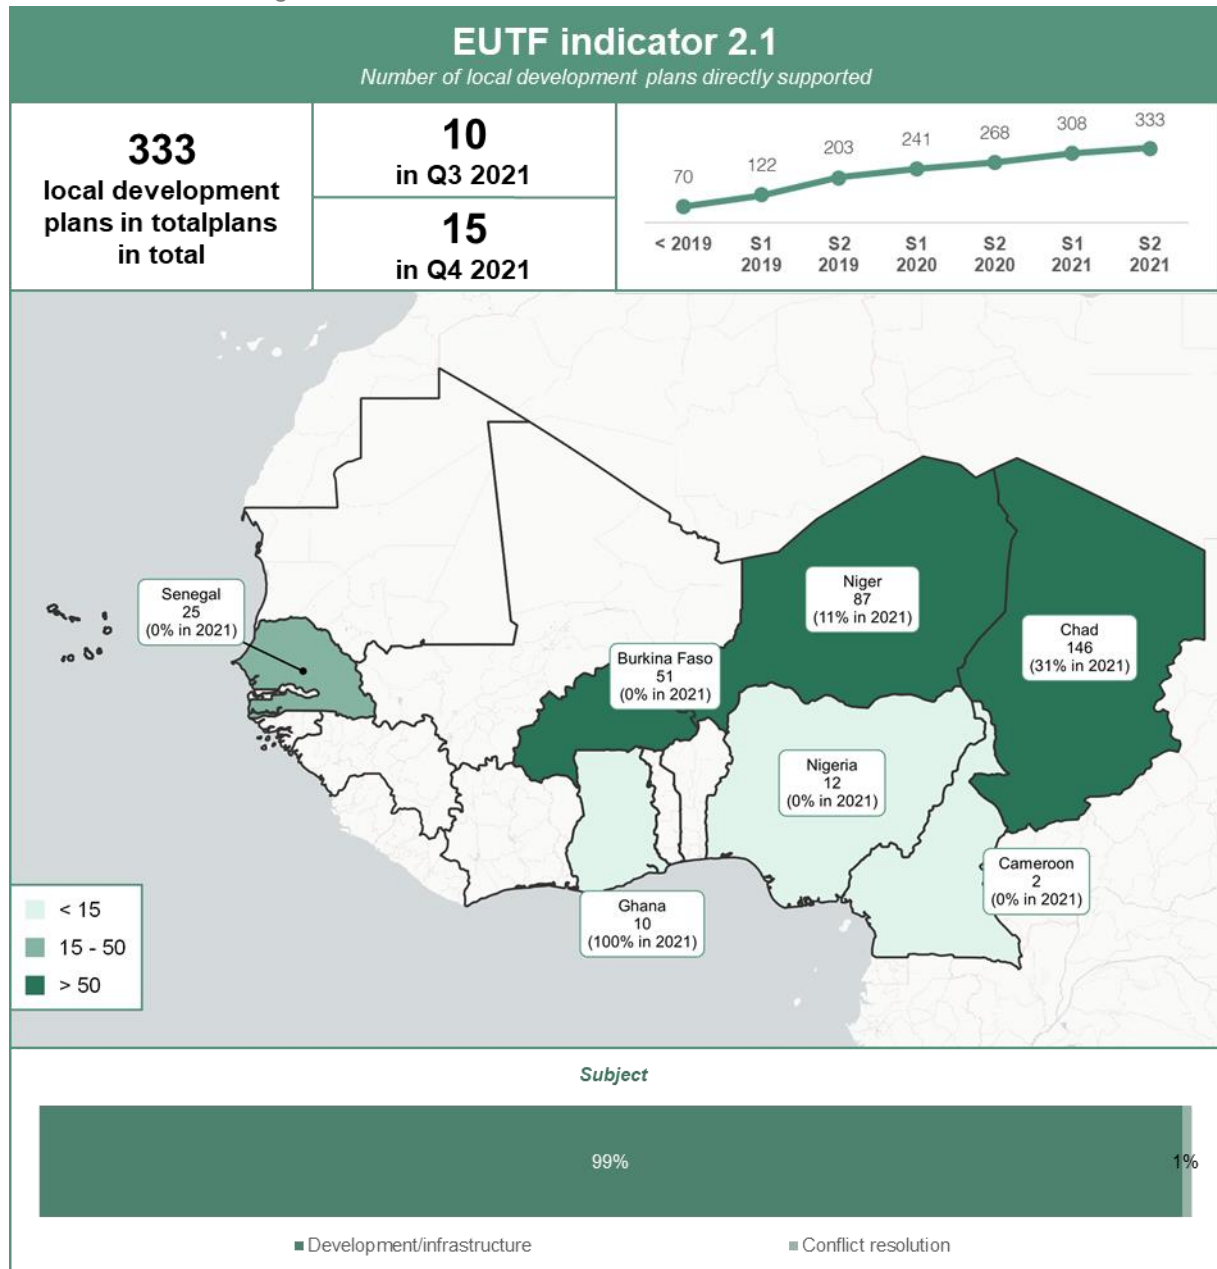 EUTF indicator 2.1
Number of local development plans directly supported
333
local development
plans in totalplans
in total
10
in Q3 2021
15
in Q4 2021
70
122
203
241
268
308
333
< 2019
S1
2019
S2
2019
S1
2020
S2
2020
S1
2021
S2
2021
Senegal
25
(0% in 2021)
Burkina Faso
51
(0% in 2021)
Niger
87
(11% in 2021)
Chad
146
(31% in 2021)
Nigeria
12
(0% in 2021)
Cameroon
2
(0% in 2021)
Ghana
10
(100% in 2021)
< 15
15 - 50
> 50
Subject
99%
1%
Development/infrastructure
Conflict resolution